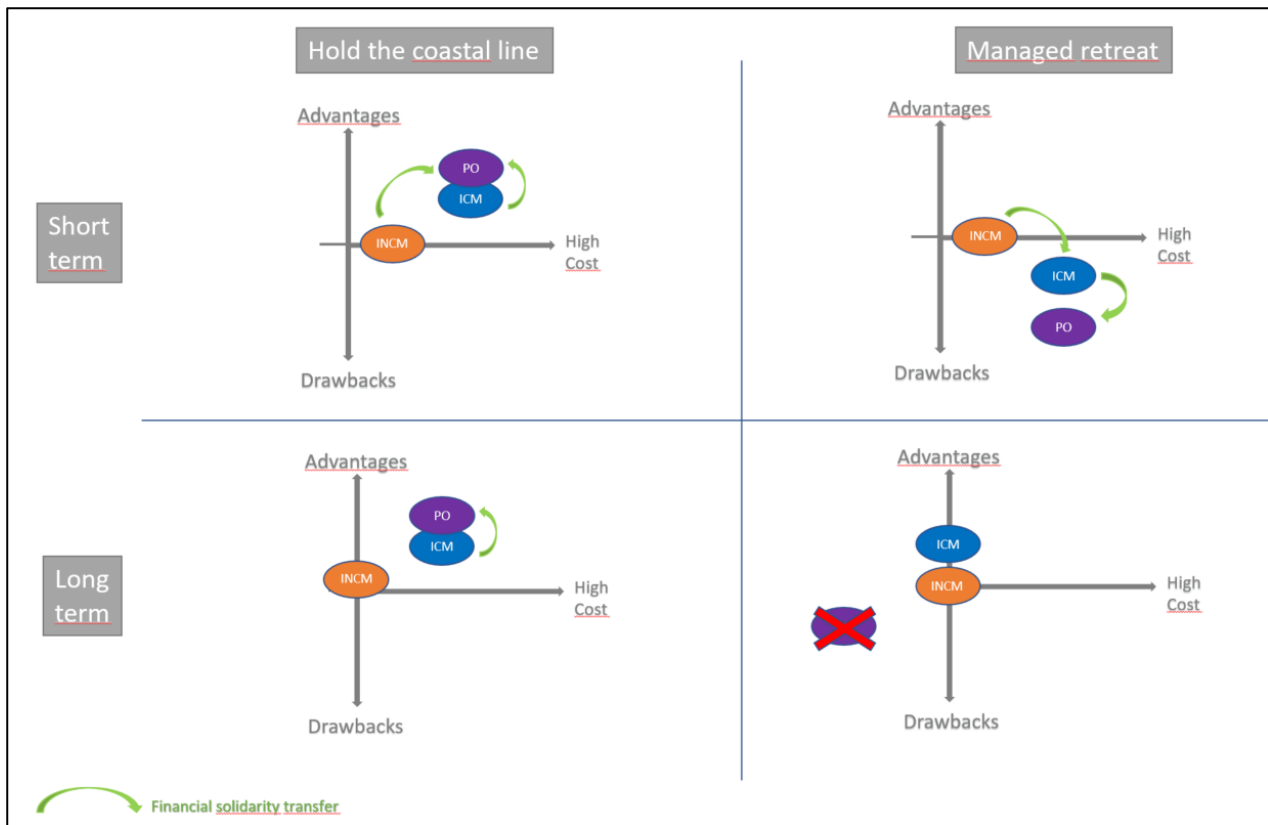 Hold the coastal line
Managed retreat
Short
term
Advantages
PO
ICM
INCM
High
Cost
Drawbacks
Advantages
INCM
ICM
PO
High
Cost
Drawbacks
Long
term
Advantages
PO
ICM
INCM
High
Cost
Drawbacks
Advantages
ICM
INCM
High
Cost
Drawbacks
Financial solidarity transfer